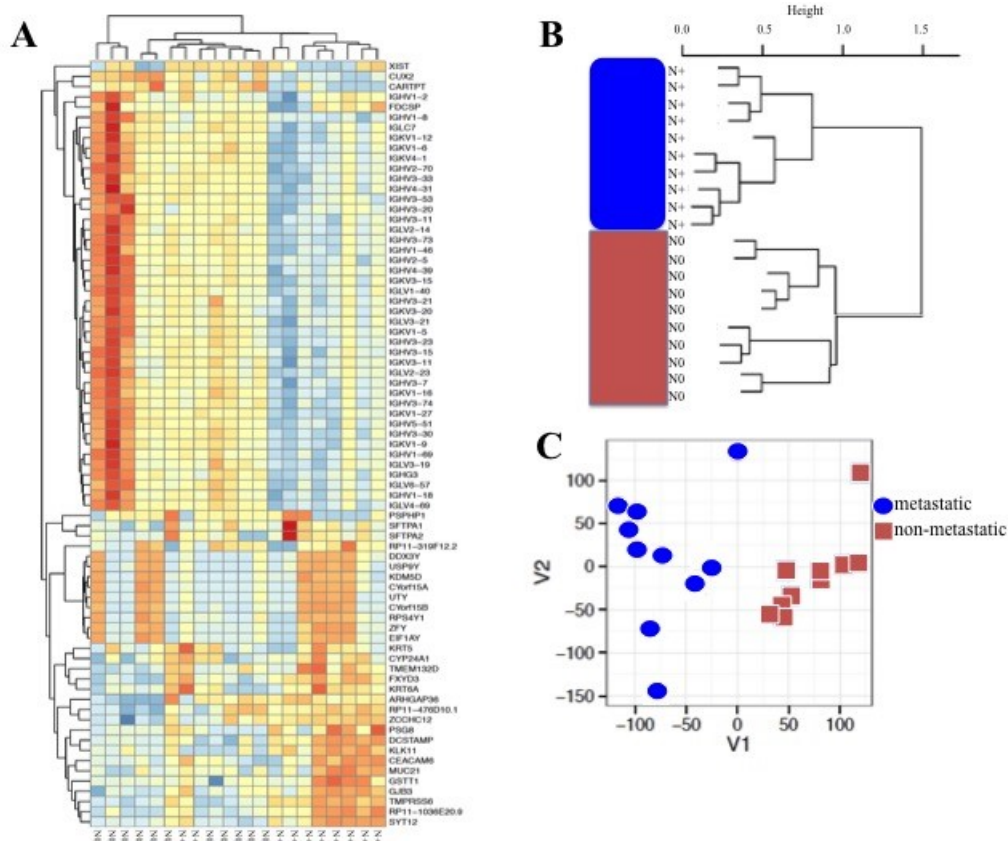 A
XIST
CUX2
CARTPT
IGHV1-2
FDCSP
IGHV1-8
IGLC7
IGKV1-12
IGKV1-6
IGKV4-1
IGHV2-70
IGHV3-33
IGHV4-31
IGHV3-53
IGHV3-20
IGHV3-11
IGLV2-14
IGHV3-73
IGHV1-46
IGHV2-5
IGHV4-39
IGKV3-15
IGLV1-40
IGHV3-21
IGKV3-20
IGLV3-21
IGKV1-5
IGHV3-23
IGHV3-15
IGKV3-11
IGLV2-23
IGHV3-7
IGKV1-16
IGHV3-74
IGKV1-27
IGHV5-51
IGHV3-30
IGKV1-9
IGHV1-69
IGLV3-19
IGHG3
IGLV6-57
IGHV1-18
IGLV4-69
PSPHP1
SFTPA1
SFTPA2
RP11-319F12.2
DDX3Y
USP9Y
KDM5D
CYorf15A
UTY
CYorf15B
RPS4Y1
ZFY
EIF1AY
KRT5
CYP24A1
TMEM132D
FXYD3
KRT6A
ARHGAP36
RP11-476D10.1
ZCCHC12
PSG8
DCSTAMP
KLK11
CEACAM6
MUC21
GSTT1
GJB3
TMPRSS6
RP11-1036E20.9
SYT12
B
Height
0.0 0.5 1.0 1.5
N+
N+
N+
N+
N+
N+
N+
N+
N+
N+
N0
N0
N0
N0
N0
N0
N0
N0
N0
N0
C
metastatic
non-metastatic
V2
100
50
0
-50
-100
-150
-100 -50 0 50 100
V1